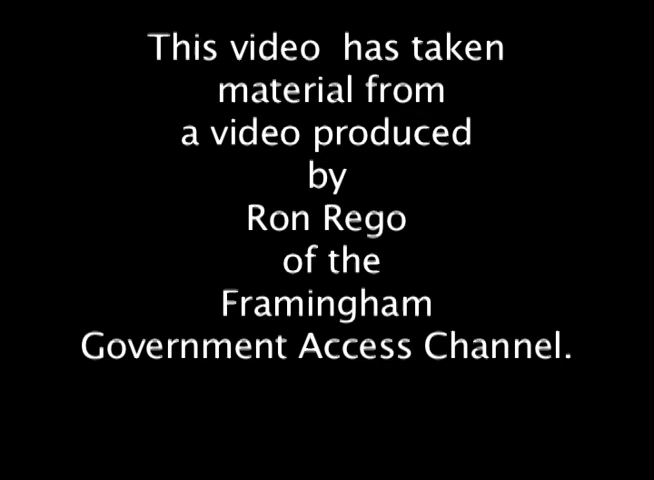 This video  has taken
material from
a video produced
by
Ron Rego
of the
Framingham
Government Access Channel.